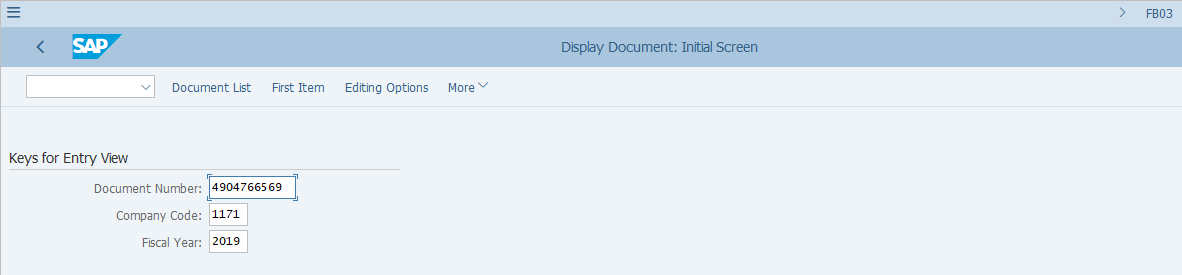 FB03
SAP Display Document: Initial Screen
Document List First Item Editing Options More
Keys for Entry View
Document Number: 4904766569
Company Code: 1171
Fiscal Year: 2019